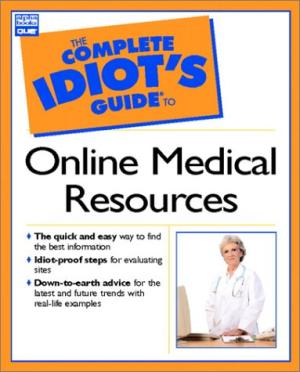 que
THE
COMPLETE
IDIOT'S
GUIDE® TO
Online Medical
Resources
The quick and easy way to find
the best information
Idiot-proof steps for evaluating
sites
Down-to-earth advice for the
latest and future trends with
real-life examples